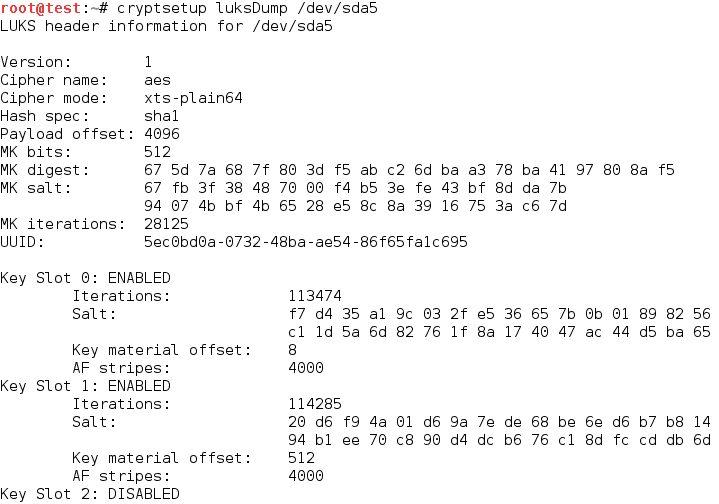 root@test:~# cryptsetup luksDump /dev/sda5
LUKS header information for /dev/sda5
Version:        1
Cipher name:    aes
Cipher mode:    xts-plain64
Hash spec:      sha1
Payload offset: 4096
MK bits:        512
MK digest:      67 5d 7a 68 7f 80 3d f5 ab c2 6d ba a3 78 ba 41 97 80 8a f5
MK salt:        67 fb 3f 38 48 70 00 f4 b5 3e fe 43 bf 8d da 7b
                94 07 4b bf 4b 65 28 e5 8c 8a 39 16 75 3a c6 7d
MK iterations:  28125
UUID:           5ec0bd0a-0732-48ba-ae54-86f65fa1c695
Key Slot 0: ENABLED
        Iterations:             113474
        Salt:                   f7 d4 35 a1 9c 03 2f e5 36 65 7b 0b 01 89 82 56
                                c1 1d 5a 6d 82 76 1f 8a 17 40 47 ac 44 d5 ba 65
        Key material offset:    8
        AF stripes:             4000
Key Slot 1: ENABLED
        Iterations:             114285
        Salt:                   20 d6 f9 4a 01 d6 9a 7e de 68 be 6e d6 b7 b8 14
                                94 b1 ee 70 c8 90 d4 dc b6 76 c1 8d fc cd db 6d
        Key material offset:    512
        AF stripes:             4000
Key Slot 2: DISABLED